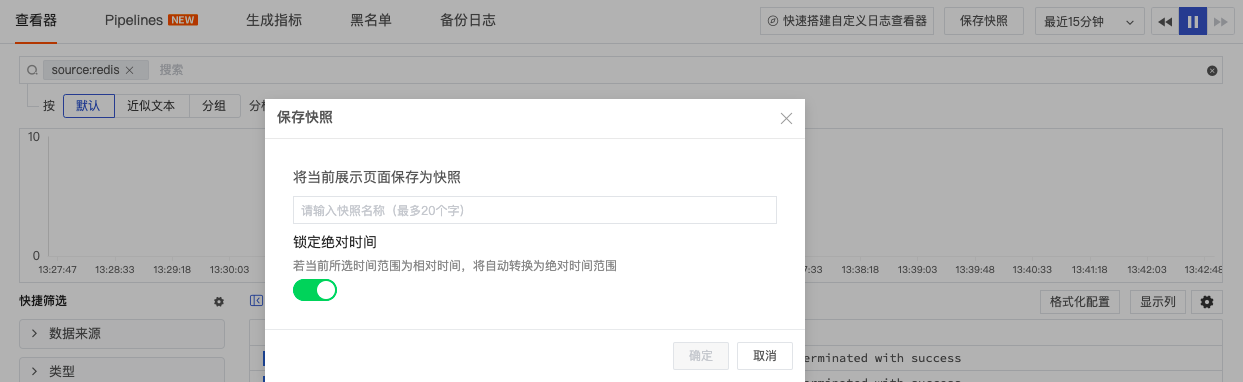 查看器 Pipelines NEW 生成指标 黑名单 备份日志 快速搭建自定义日志查看器 保存快照 最近15分钟
source:redis 搜索
按 默认 近似文本 分组
保存快照
将当前展示页面保存为快照
请输入快照名称（最多20个字）
锁定绝对时间
若当前所选时间范围为相对时间，将自动转换为绝对时间范围
确定 取消
10
0
13:27:47 13:28:33 13:29:18 13:30:03 13:38:18 13:39:03 13:39:48 13:40:33 13:41:18 13:42:03 13:42:48
快捷筛选 格式化配置 显示列
数据来源
类型
erminated with success